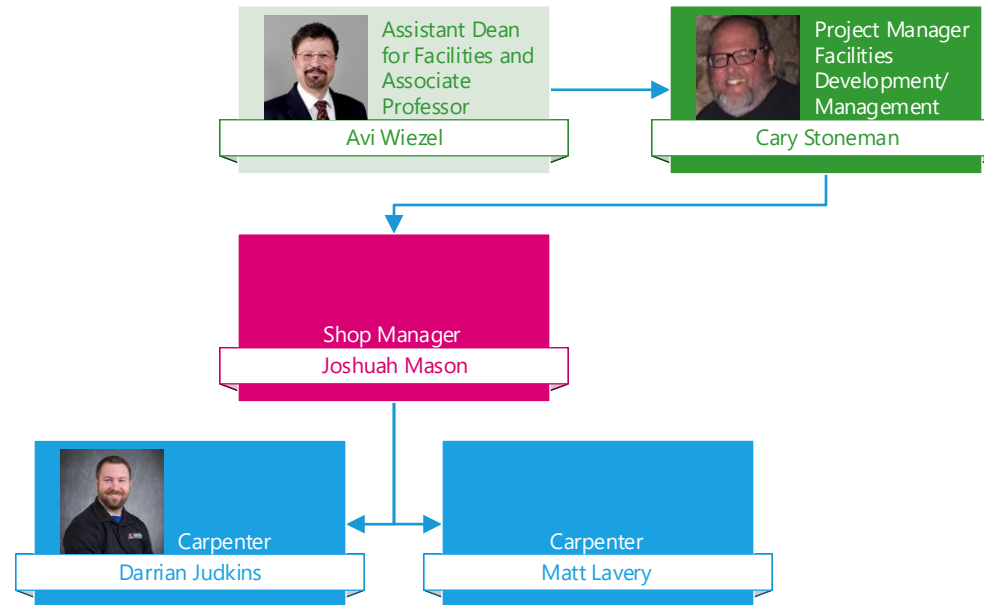 Assistant Dean
for Facilities and
Associate
Professor
Avi Wiezel
Project Manager
Facilities
Development/
Management
Cary Stoneman
Shop Manager
Joshuah Mason
Carpenter
Darrian Judkins
Carpenter
Matt Lavery